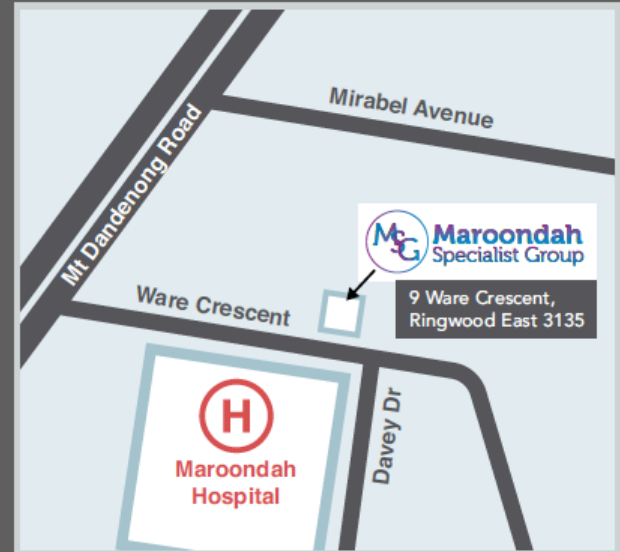 Mirabel Avenue
Mt Dandenong Road
MSG
Maroondah
Specialist Group
9 Ware Crescent,
Ringwood East 3135
Ware Crescent
H
Maroondah
Hospital
Davey Dr